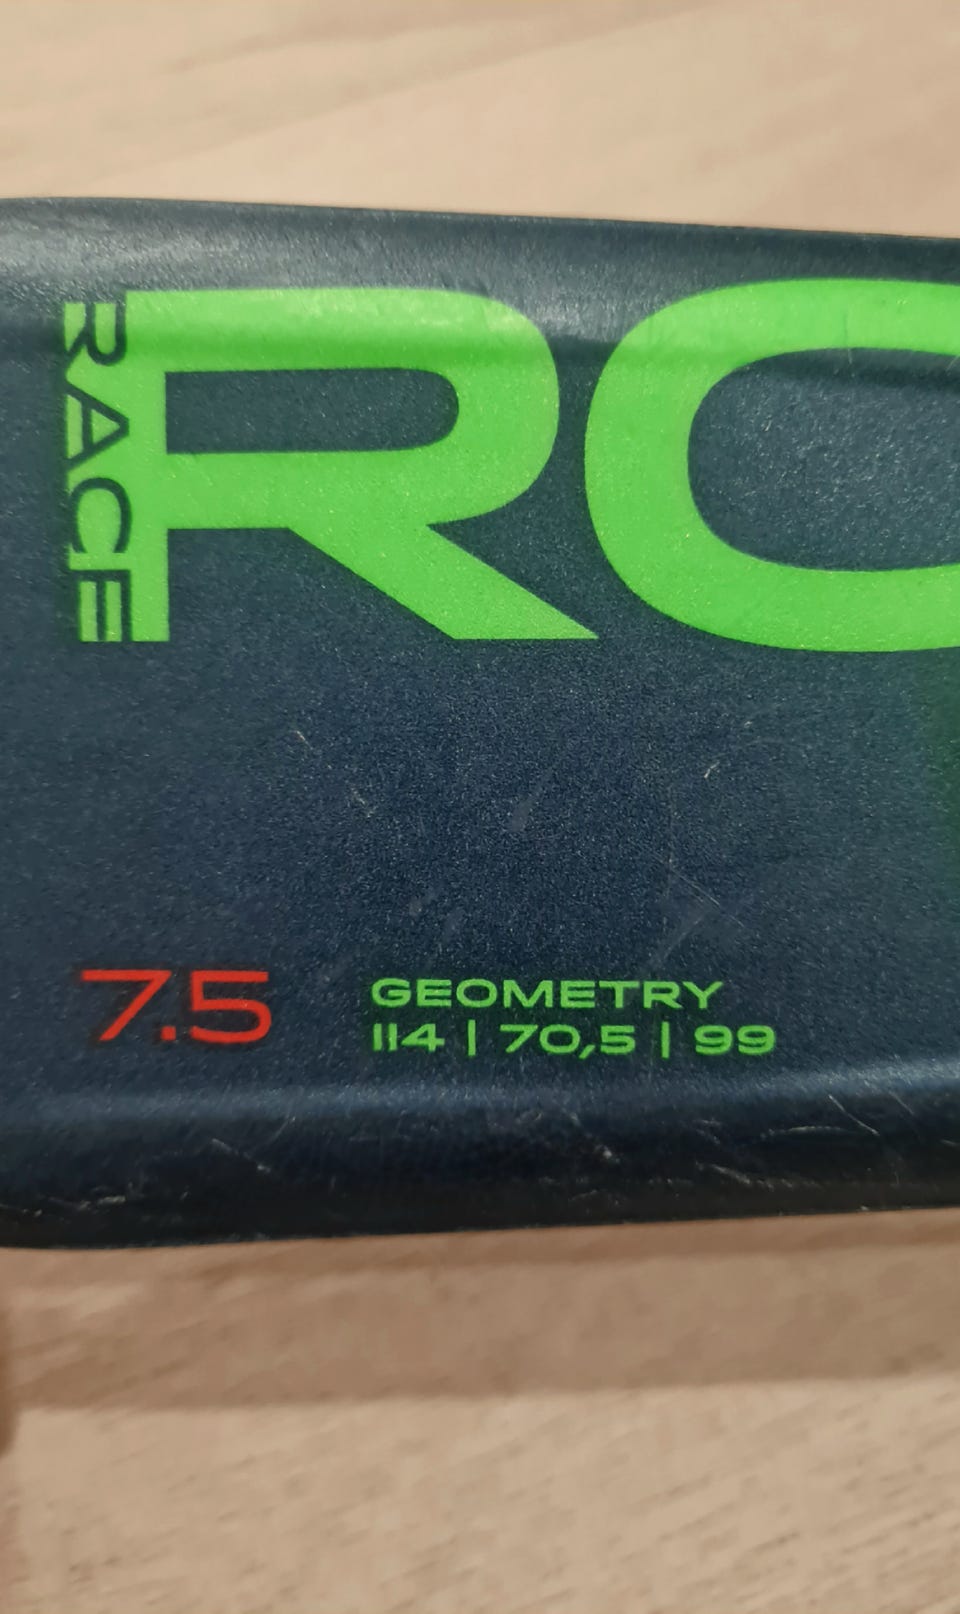 RACE
RC
7.5
GEOMETRY
114 | 70,5 | 99